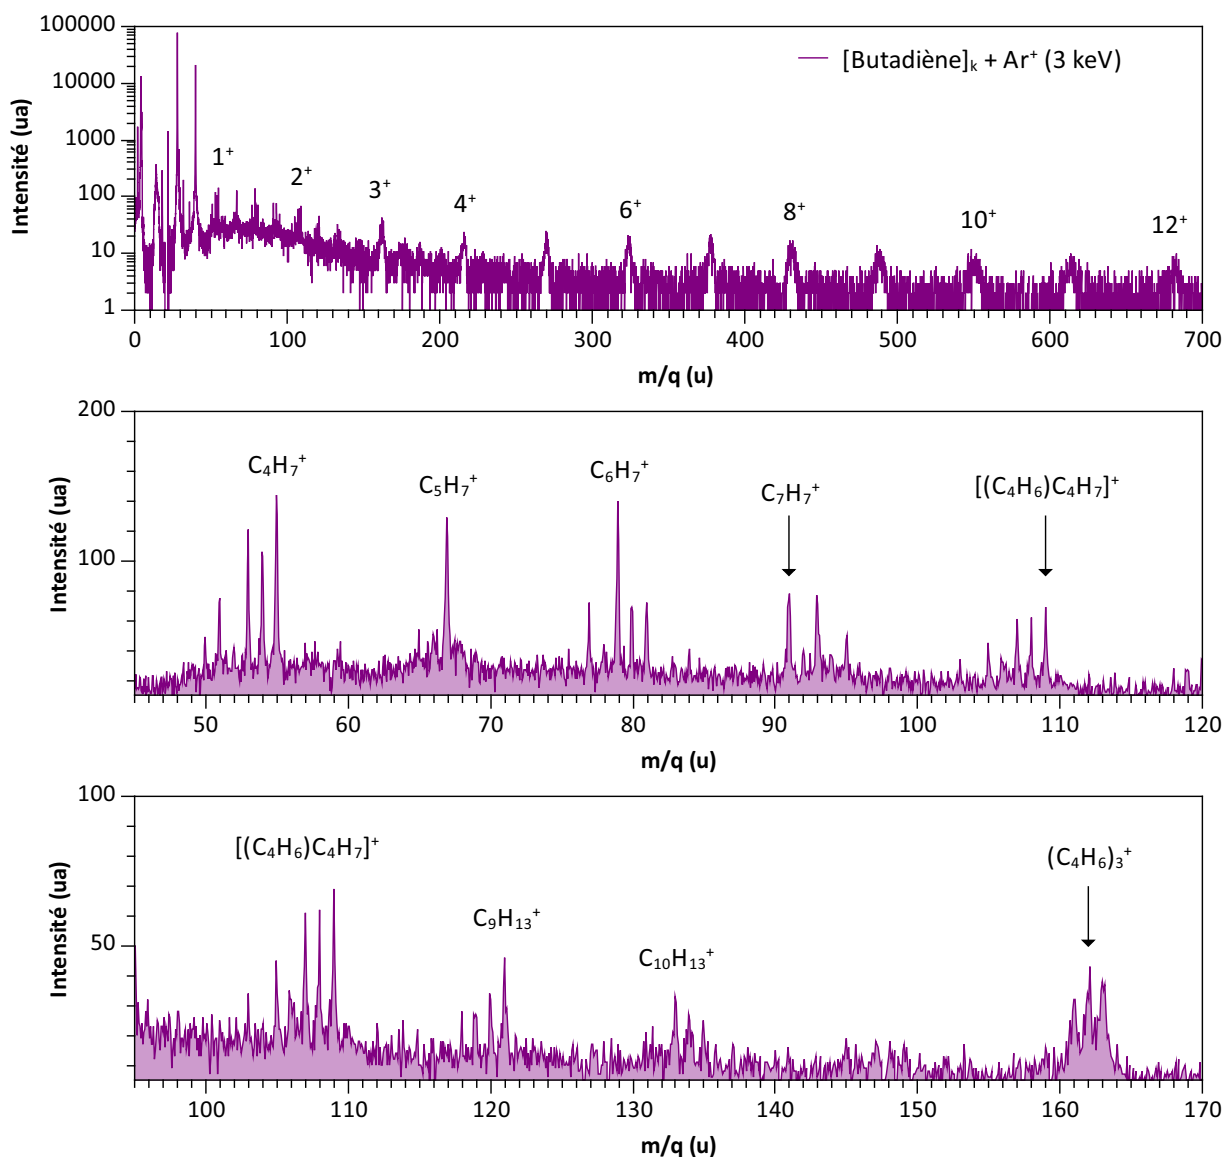 [Butadiène]ₖ + Ar⁺ (3 keV)
Intensité (ua)
100000
10000
1000
100
10
1
1⁺
2⁺
3⁺
4⁺
6⁺
8⁺
10⁺
12⁺
0 100 200 300 400 500 600 700
m/q (u)
Intensité (ua)
200
100
C₄H₇⁺
C₅H₇⁺
C₆H₇⁺
C₇H₇⁺
[(C₄H₆)C₄H₇]⁺
50 60 70 80 90 100 110 120
m/q (u)
Intensité (ua)
100
50
[(C₄H₆)C₄H₇]⁺
C₉H₁₃⁺
C₁₀H₁₃⁺
(C₄H₆)₃⁺
100 110 120 130 140 150 160 170
m/q (u)